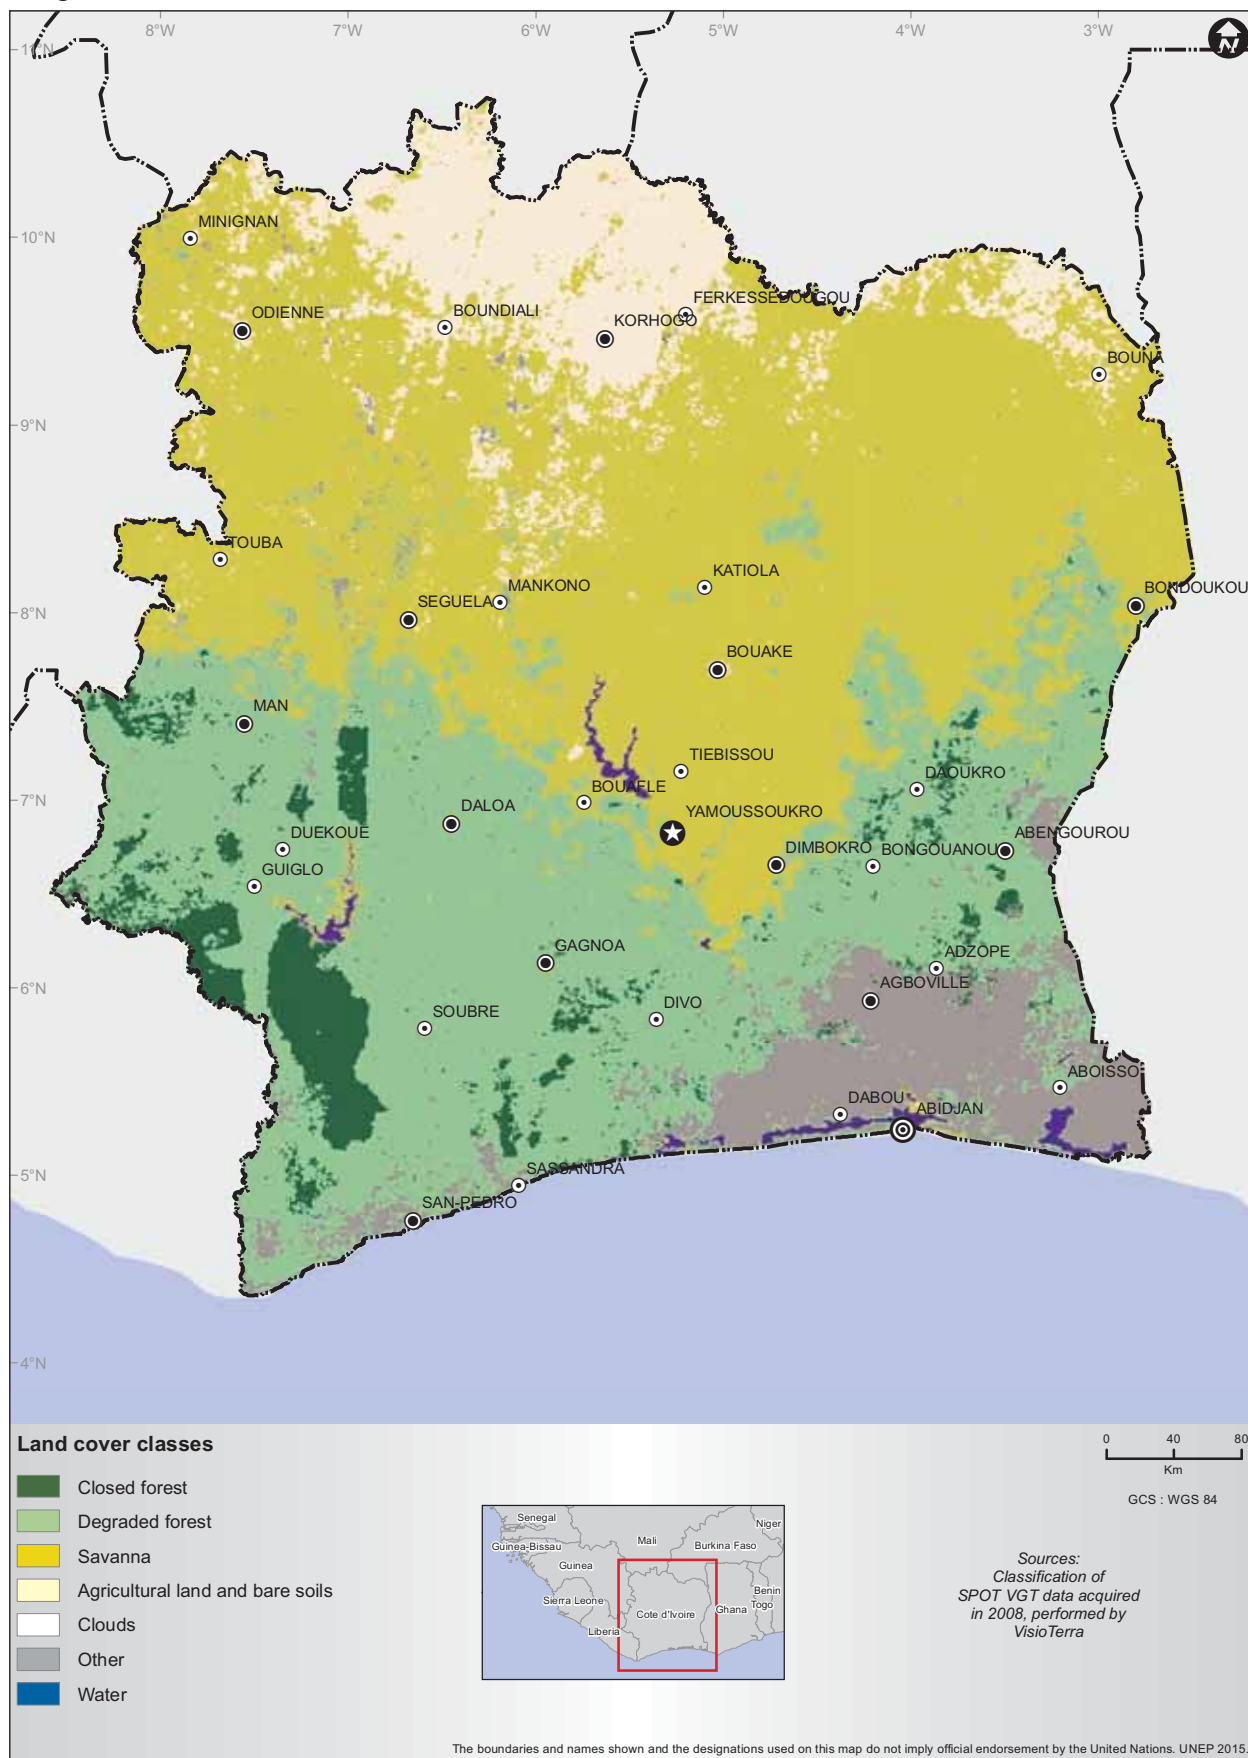 8°W
7°W
6°W
5°W
4°W
3°W
N
11°N
MINIGNAN
10°N
FERKESSEDOUGOU
ODIENNE
BOUNDIALI
KORHOGO
BOUNA
9°N
TOUBA
KATIOLA
MANKONO
BONDOUKOU
SEGUELA
8°N
BOUAKE
MAN
TIEBISSOU
DAOUKRO
BOUAFLE
7°N
DALOA
YAMOUSSOUKRO
DUEKOUE
ABENGOUROU
DIMBOKRO
BONGOUANOU
GUIGLO
GAGNOA
ADZOPE
6°N
AGBOVILLE
SOUBRE
DIVO
ABOISSO
DABOU
ABIDJAN
5°N
SASSANDRA
SAN-PEDRO
4°N
Land cover classes
Closed forest
Degraded forest
Savanna
Agricultural land and bare soils
Clouds
Other
Water
Senegal
Niger
Mali
Guinea-Bissau
Burkina Faso
Guinea
Benin
Sierra Leone
Togo
Cote d'Ivoire
Ghana
Liberia
0 40 80
Km
GCS : WGS 84
Sources:
Classification of
SPOT VGT data acquired
in 2008, performed by
VisioTerra
The boundaries and names shown and the designations used on this map do not imply official endorsement by the United Nations. UNEP 2015.